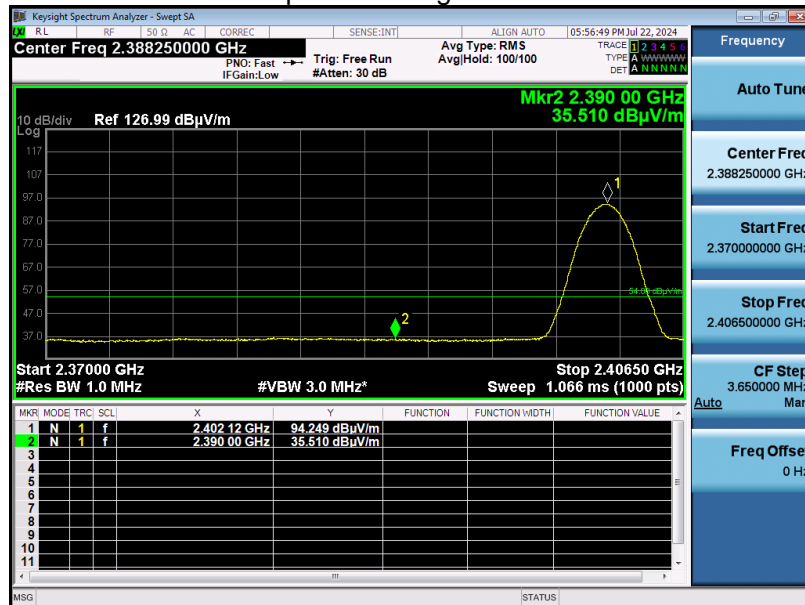 Keysight Spectrum Analyzer - Swept SA
LXI RL RF 50 Ω AC CORREC SENSE:INT ALIGN AUTO 05:56:49 PM Jul 22, 2024
Center Freq 2.388250000 GHz
PNO: Fast
IFGain:Low
Trig: Free Run
#Atten: 30 dB
Avg Type: RMS
Avg|Hold: 100/100
TRACE 1 2 3 4 5 6
TYPE A WWWWW
DET A N N N N N
Mkr2 2.390 00 GHz
35.510 dBµV/m
10 dB/div Ref 126.99 dBµV/m
Log
117
107
97.0
87.0
77.0
67.0
57.0
47.0
37.0
1
2
Start 2.37000 GHz Stop 2.40650 GHz
#Res BW 1.0 MHz #VBW 3.0 MHz* Sweep 1.066 ms (1000 pts)
MKR MODE TRC SCL X Y FUNCTION FUNCTION WIDTH FUNCTION VALUE
1 N 1 f 2.402 12 GHz 94.249 dBµV/m
2 N 1 f 2.390 00 GHz 35.510 dBµV/m
3
4
5
6
7
8
9
10
11
MSG STATUS
Frequency
Auto Tune
Center Freq
2.388250000 GHz
Start Freq
2.370000000 GHz
Stop Freq
2.406500000 GHz
CF Step
3.650000 MHz
Auto Man
Freq Offset
0 Hz